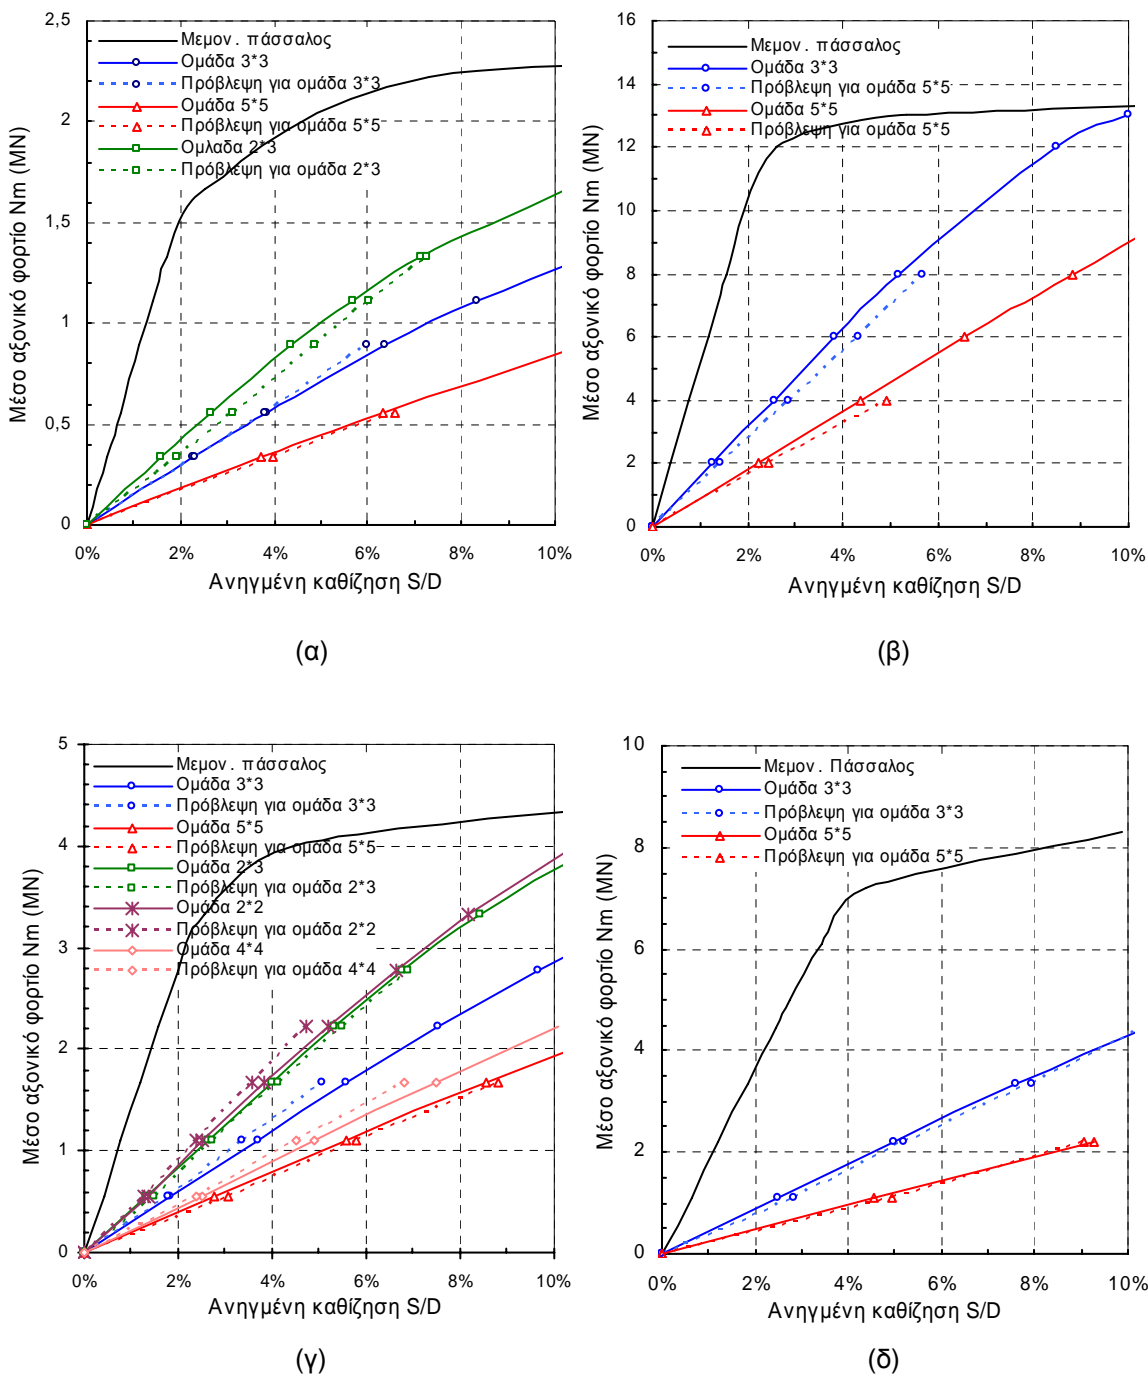 2,5
2
1,5
1
0,5
0
Μέσο αξονικό φορτίο Nm (MN)
Μεμον. πάσσαλος
Ομάδα 3*3
Πρόβλεψη για ομάδα 3*3
Ομάδα 5*5
Πρόβλεψη για ομάδα 5*5
Ομλαδα 2*3
Πρόβλεψη για ομάδα 2*3
0% 2% 4% 6% 8% 10%
Ανηγμένη καθίζηση S/D
(α)
16
14
12
10
8
6
4
2
0
Μέσο αξονικό φορτίο Nm (MN)
Μεμον. πάσσαλος
Ομάδα 3*3
Πρόβλεψη για ομάδα 5*5
Ομάδα 5*5
Πρόβλεψη για ομάδα 5*5
0% 2% 4% 6% 8% 10%
Ανηγμένη καθίζηση S/D
(β)
5
4
3
2
1
0
Μέσο αξονικό φορτίο Nm (MN)
Μεμον. πάσσαλος
Ομάδα 3*3
Πρόβλεψη για ομάδα 3*3
Ομάδα 5*5
Πρόβλεψη για ομάδα 5*5
Ομάδα 2*3
Πρόβλεψη για ομάδα 2*3
Ομάδα 2*2
Πρόβλεψη για ομάδα 2*2
Ομάδα 4*4
Πρόβλεψη για ομάδα 4*4
0% 2% 4% 6% 8% 10%
Ανηγμένη καθίζηση S/D
(γ)
10
8
6
4
2
0
Μέσο αξονικό φορτίο Nm (MN)
Μεμον. Πάσσαλος
Ομάδα 3*3
Πρόβλεψη για ομάδα 3*3
Ομάδα 5*5
Πρόβλεψη για ομάδα 5*5
0% 2% 4% 6% 8% 10%
Ανηγμένη καθίζηση S/D
(δ)